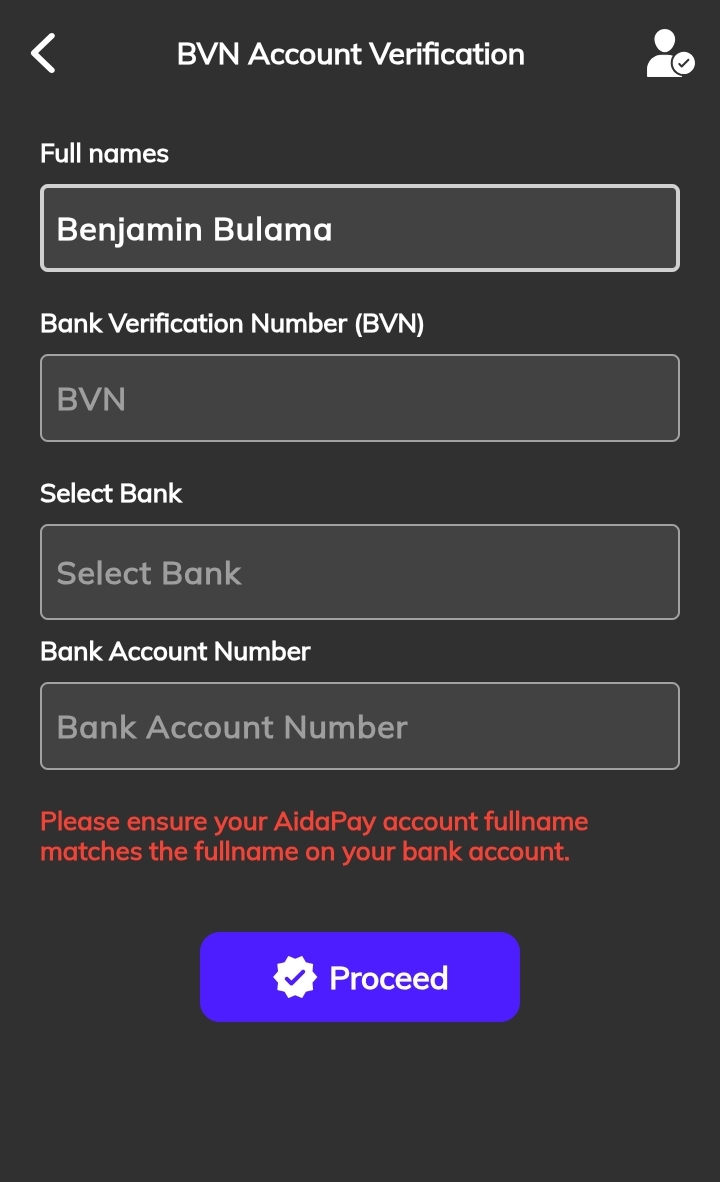 BVN Account Verification
Full names
Benjamin Bulama
Bank Verification Number (BVN)
BVN
Select Bank
Select Bank
Bank Account Number
Bank Account Number
Please ensure your AidaPay account fullname
matches the fullname on your bank account.
Proceed